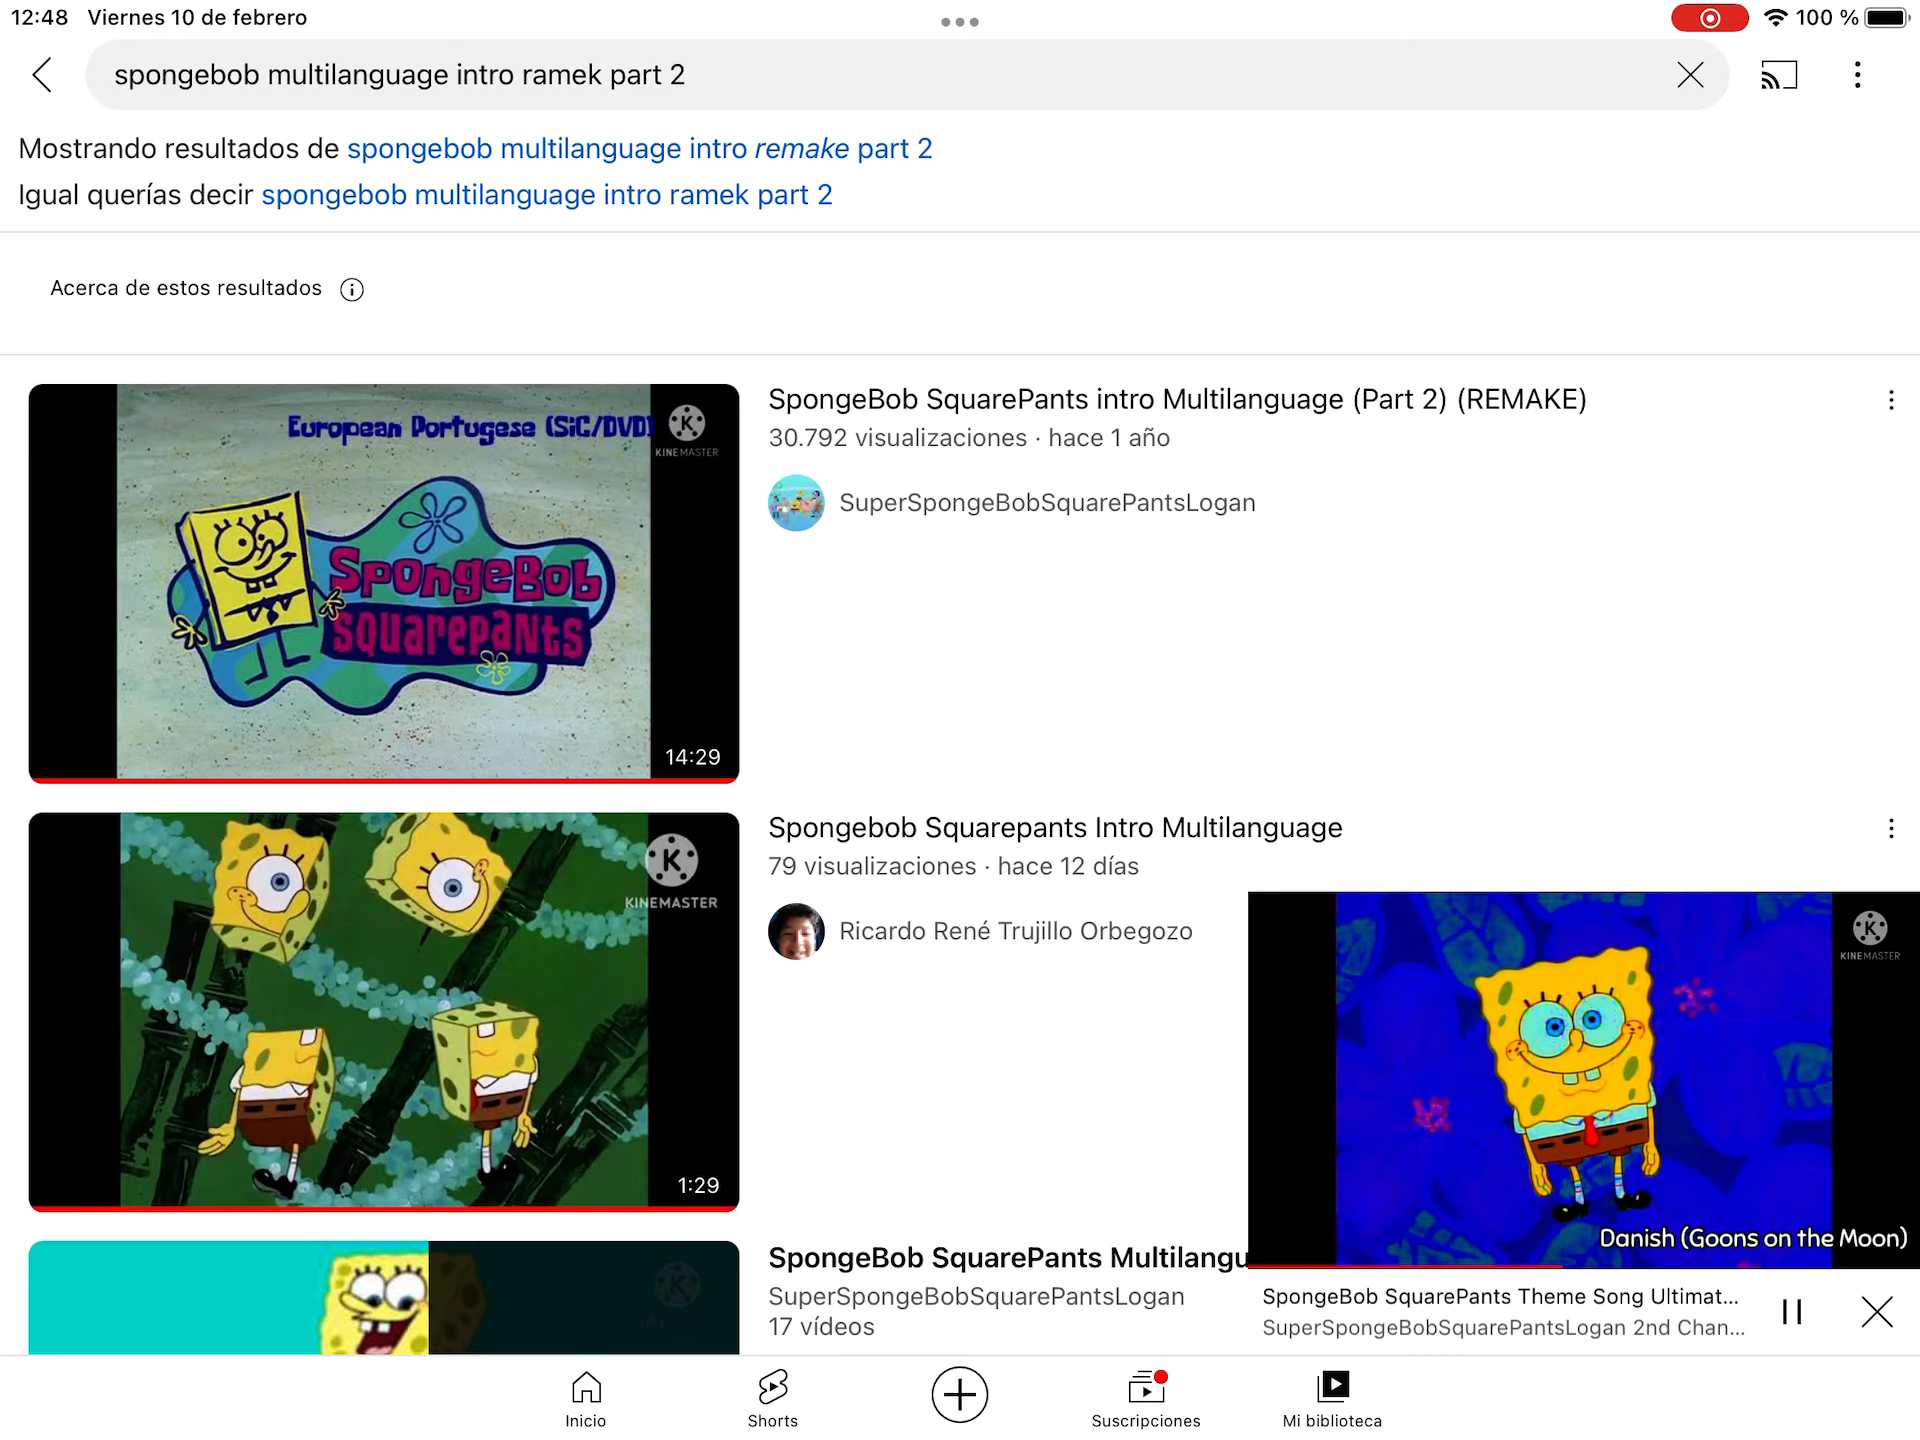 12:48 Viernes 10 de febrero
100 %
spongebob multilanguage intro ramek part 2
Mostrando resultados de spongebob multilanguage intro remake part 2
Igual querías decir spongebob multilanguage intro ramek part 2
Acerca de estos resultados
European Portugese (SiC/DVD)
KINEMASTER
SpongeBob
SquarePants
14:29
SpongeBob SquarePants intro Multilanguage (Part 2) (REMAKE)
30.792 visualizaciones · hace 1 año
SuperSpongeBobSquarePantsLogan
KINEMASTER
1:29
Spongebob Squarepants Intro Multilanguage
79 visualizaciones · hace 12 días
Ricardo René Trujillo Orbegozo
KINEMASTER
Danish (Goons on the Moon)
SpongeBob SquarePants Multilangu
SuperSpongeBobSquarePantsLogan
17 vídeos
SpongeBob SquarePants Theme Song Ultimat...
SuperSpongeBobSquarePantsLogan 2nd Chan...
Inicio
Shorts
Suscripciones
Mi biblioteca